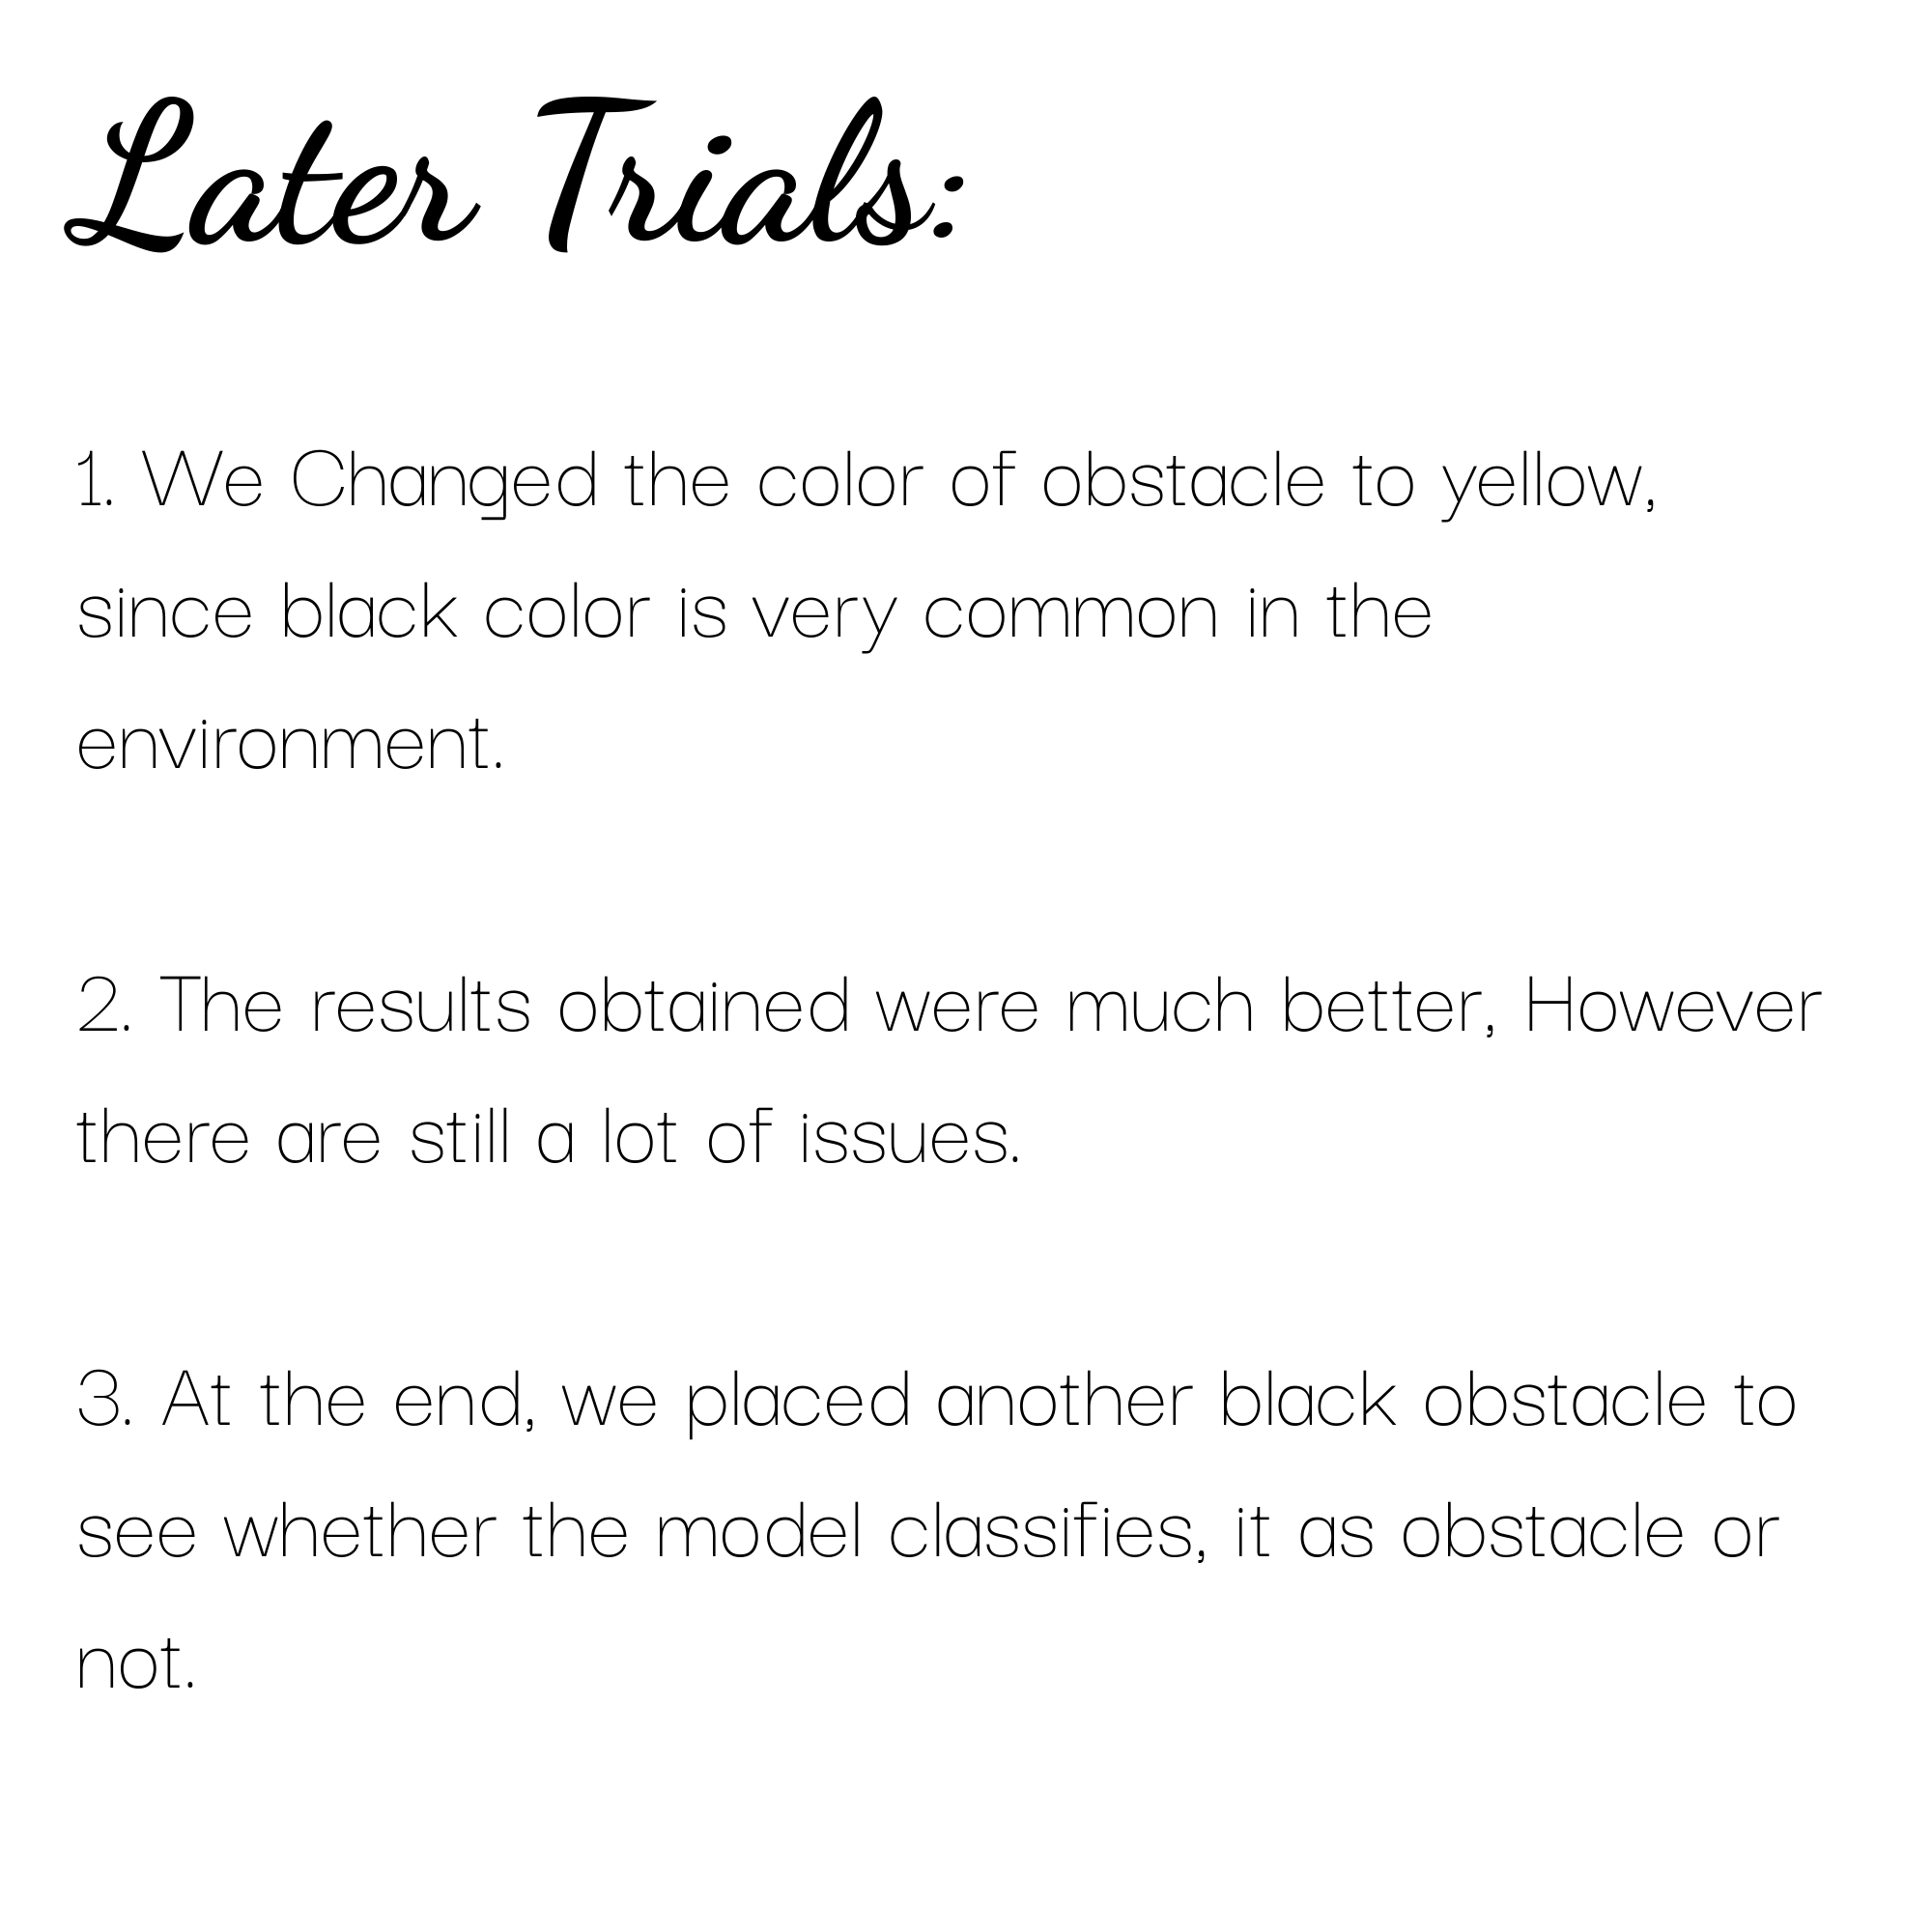 Later Trials:
1. We Changed the color of obstacle to yellow,
since black color is very common in the
environment.
2. The results obtained were much better, However
there are still a lot of issues.
3. At the end, we placed another black obstacle to
see whether the model classifies, it as obstacle or
not.